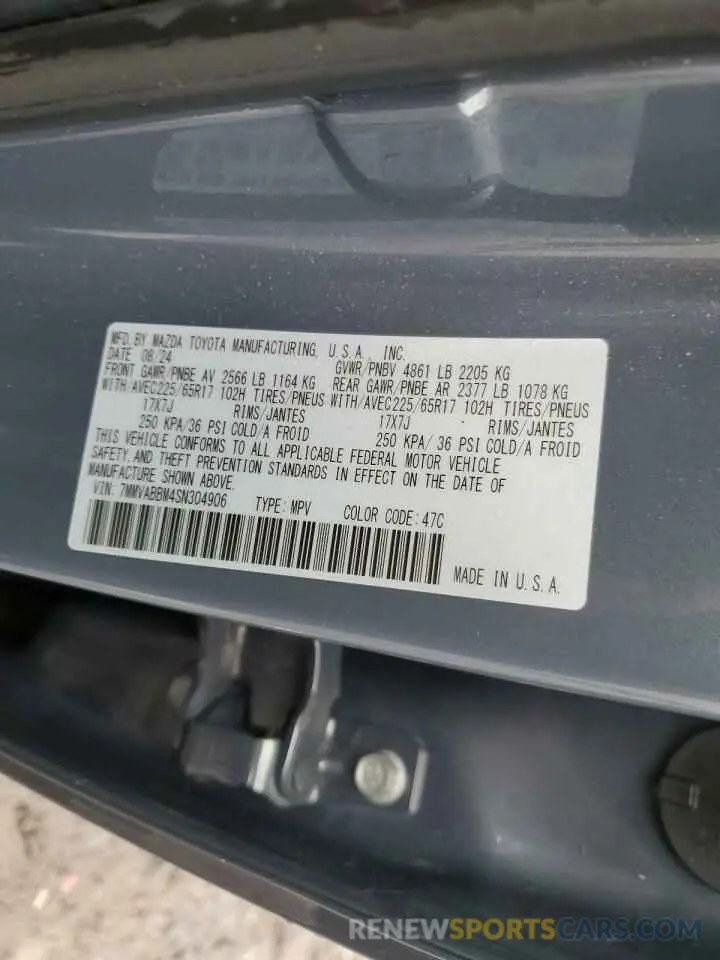 MFD. BY MAZDA TOYOTA MANUFACTURING, U.S.A., INC.
DATE 08/24 GVWR/PNBV 4861 LB 2205 KG
FRONT GAWR/PNBE AV 2566 LB 1164 KG REAR GAWR/PNBE AR 2377 LB 1078 KG
WITH/AVEC225/65R17 102H TIRES/PNEUS WITH/AVEC225/65R17 102H TIRES/PNEUS
17X7J RIMS/JANTES 17X7J RIMS/JANTES
250 KPA/36 PSI COLD/A FROID 250 KPA/ 36 PSI COLD/A FROID
THIS VEHICLE CONFORMS TO ALL APPLICABLE FEDERAL MOTOR VEHICLE
SAFETY, AND THEFT PREVENTION STANDARDS IN EFFECT ON THE DATE OF
MANUFACTURE SHOWN ABOVE.
VIN: 7MMVABBM4SN304906 TYPE: MPV COLOR CODE: 47C
MADE IN U.S.A.
RENEWSPORTSCARS.COM